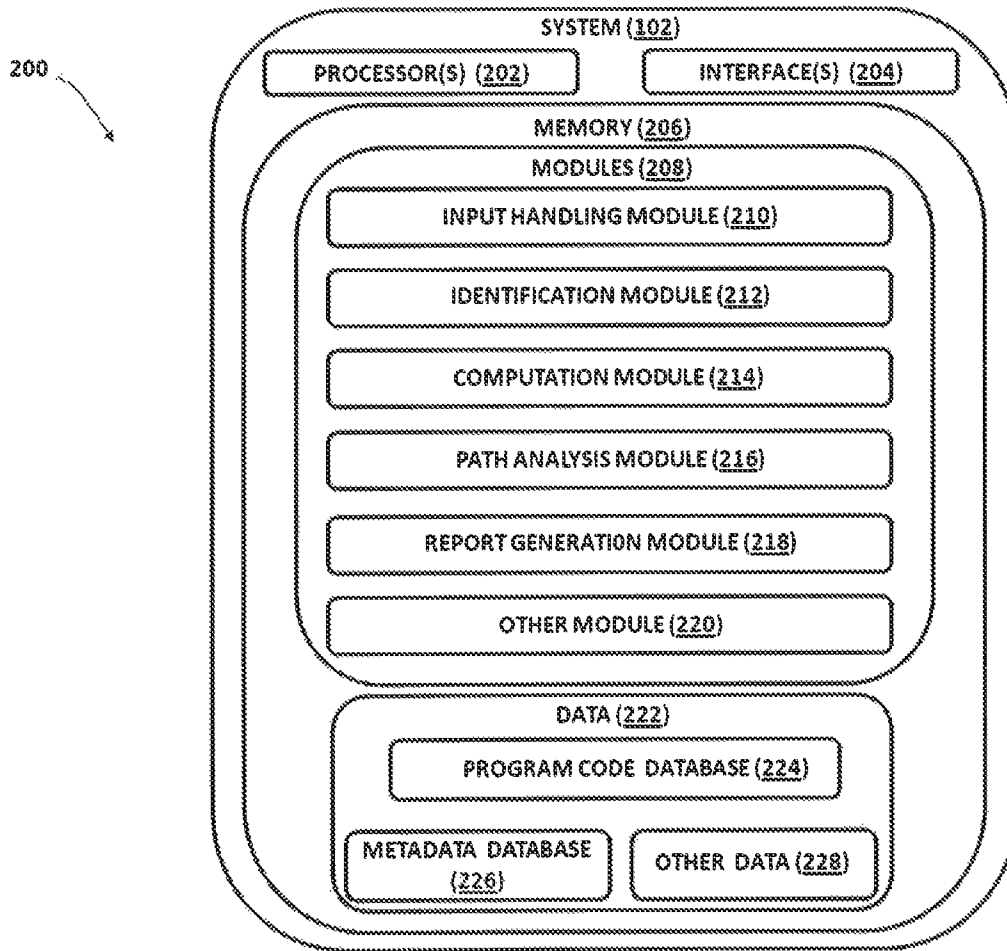 SYSTEM (102)
200
PROCESSOR(S) (202)
INTERFACE(S) (204)
MEMORY (206)
MODULES (208)
INPUT HANDLING MODULE (210)
IDENTIFICATION MODULE (212)
COMPUTATION MODULE (214)
PATH ANALYSIS MODULE (216)
REPORT GENERATION MODULE (218)
OTHER MODULE (220)
DATA (222)
PROGRAM CODE DATABASE (224)
METADATA DATABASE
(226)
OTHER DATA (228)